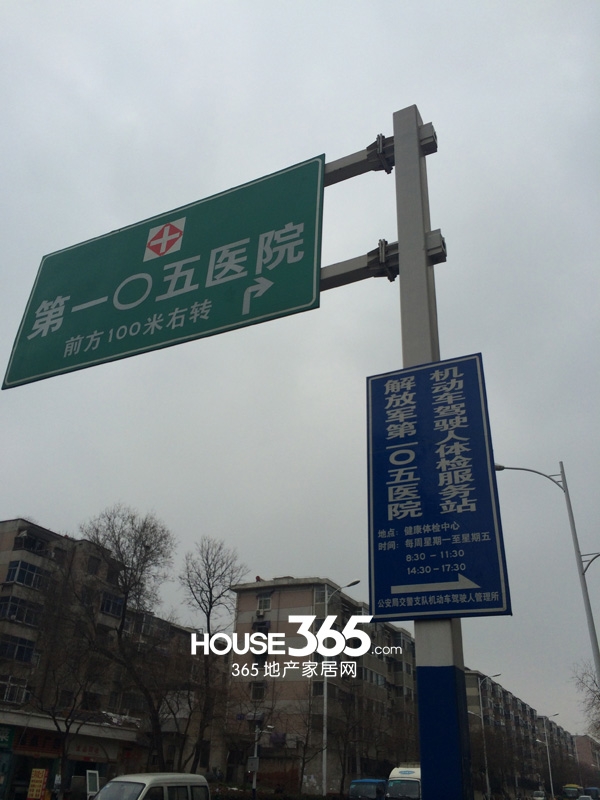 第一〇五医院
前方100米右转
机动车驾驶人体检服务站
解放军第一〇五医院
地点：健康体检中心
时间：每周星期一至星期五
8:30－11:30
14:30－17:30
公安局交警支队机动车驾驶人管理所
HOUSE365.com
365地产家居网